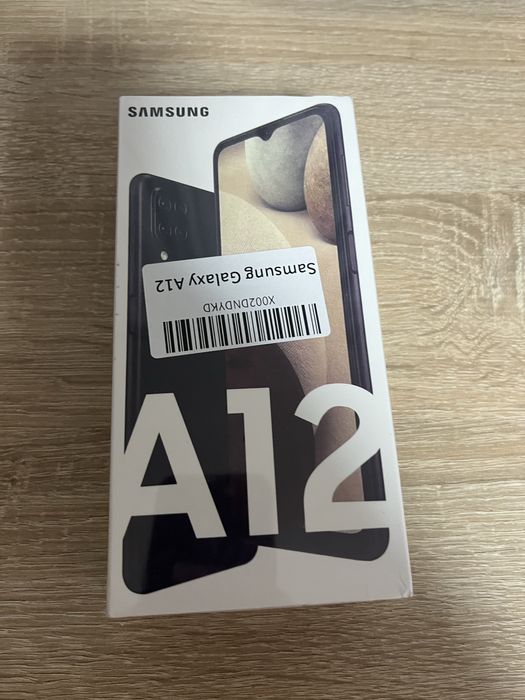 SAMSUNG
Samsung Galaxy A12
X002DNDYKD
A12